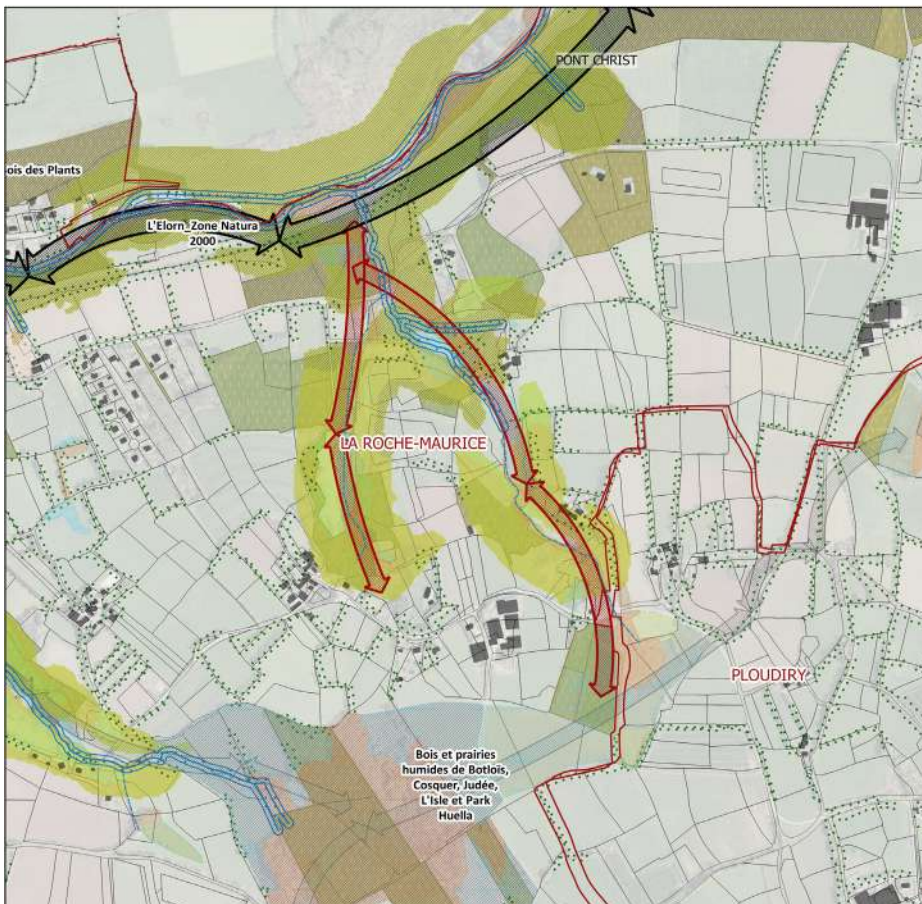 PONT CHRIST
ois des Plants
L'Elorn_Zone Natura
2000
LA ROCHE-MAURICE
PLOUDIRY
Bois et prairies
humides de Botlois,
Cosquer, Judée,
L'Isle et Park
Huella